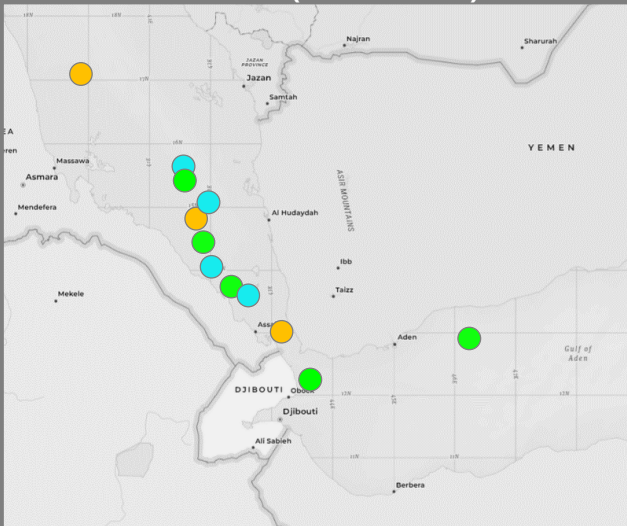 Najran
Sharurah
JAZAN
PROVINCE
Jazan
Samtah
YEMEN
EA
Massawa
Asmara
Mendefera
ASIR MOUNTAINS
Al Hudaydah
Ibb
Taizz
Mekele
Aden
Gulf of
Aden
DJIBOUTI
Obock
Djibouti
Ali Sabieh
Berbera